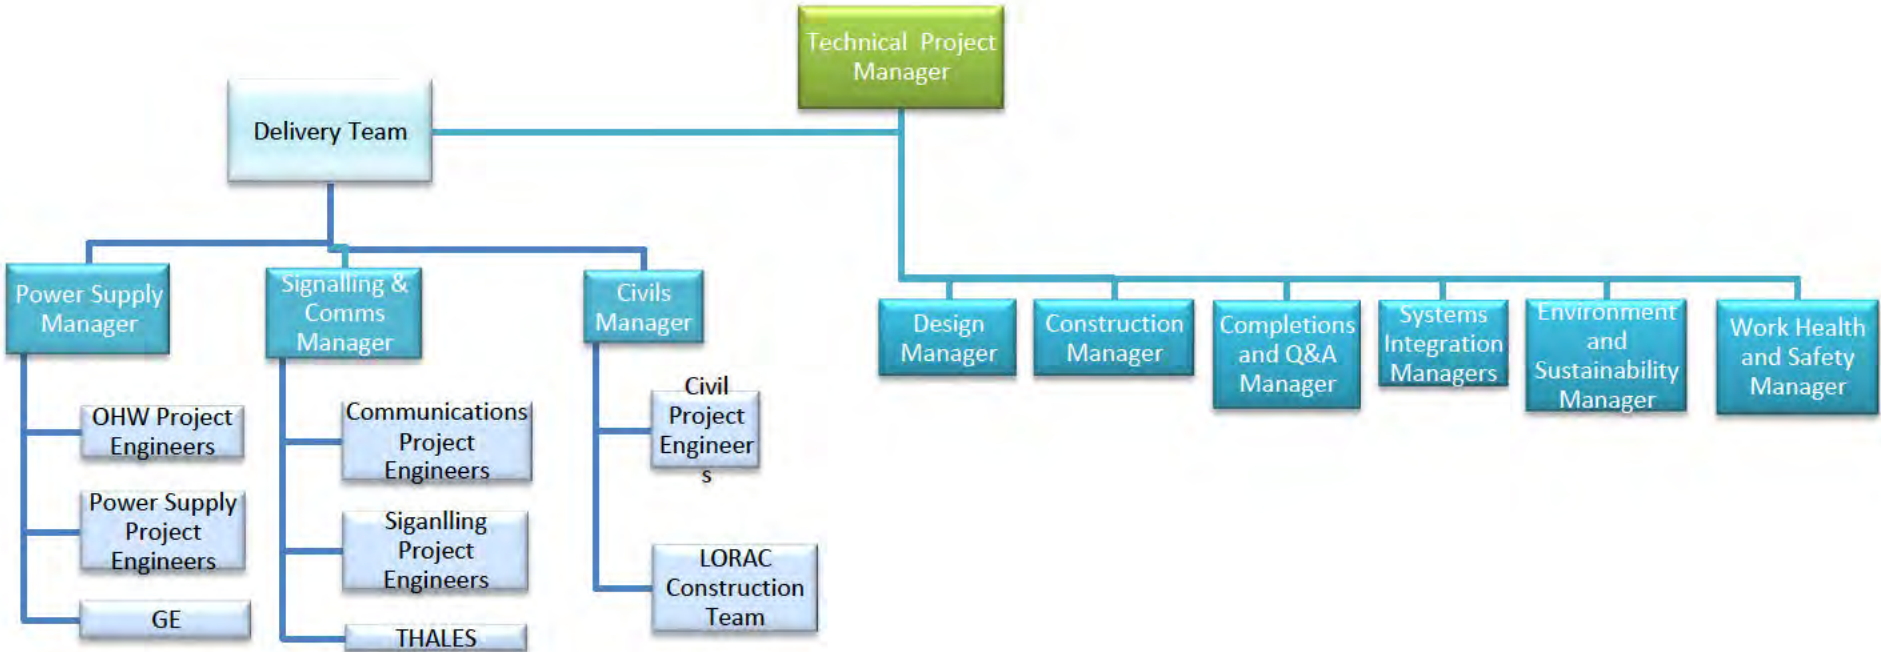 Technical Project
Manager
Delivery Team
Power Supply
Manager
Signalling &
Comms
Manager
Civils
Manager
Design
Manager
Construction
Manager
Completions
and Q&A
Manager
Systems
Integration
Managers
Environment
and
Sustainability
Manager
Work Health
and Safety
Manager
OHW Project
Engineers
Power Supply
Project
Engineers
GE
Communications
Project
Engineers
Siganlling
Project
Engineers
THALES
Civil
Project
Engineer
s
LORAC
Construction
Team